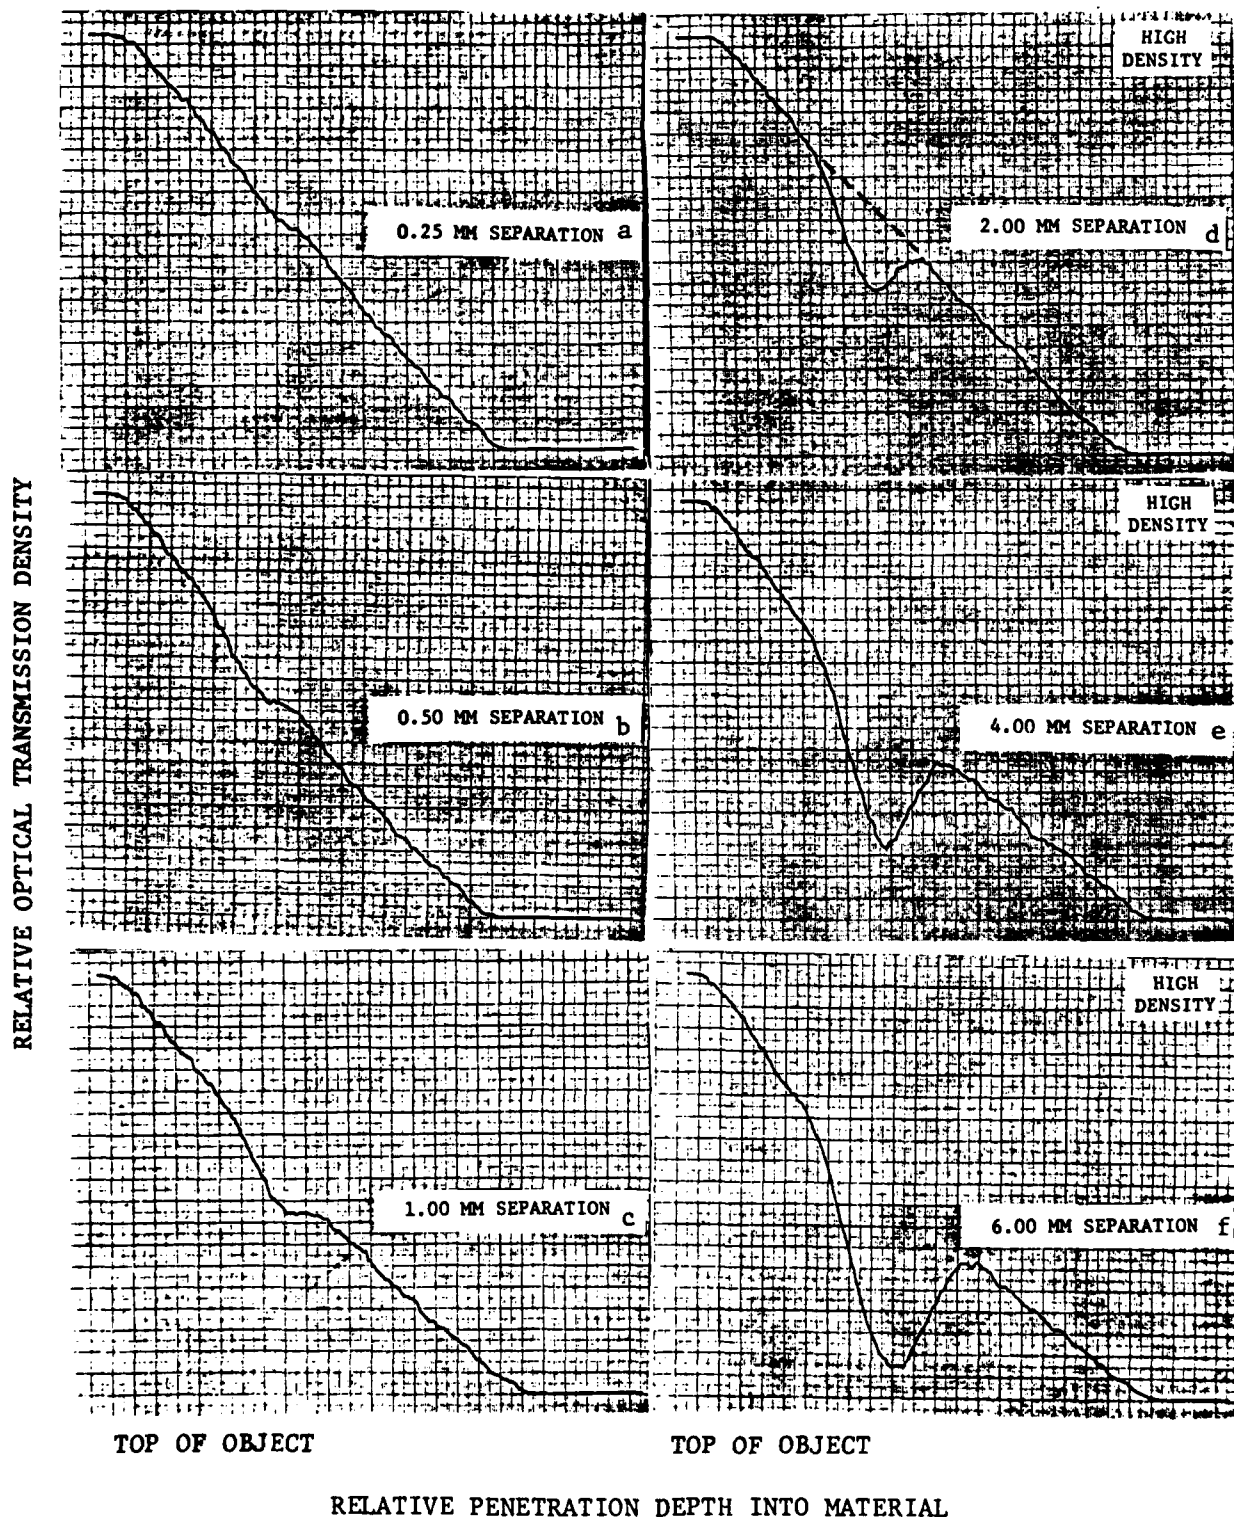 RELATIVE OPTICAL TRANSMISSION DENSITY
0.25 MM SEPARATION a
HIGH
DENSITY
2.00 MM SEPARATION d
0.50 MM SEPARATION b
HIGH
DENSITY
4.00 MM SEPARATION e
1.00 MM SEPARATION c
HIGH
DENSITY
6.00 MM SEPARATION f
TOP OF OBJECT
TOP OF OBJECT
RELATIVE PENETRATION DEPTH INTO MATERIAL